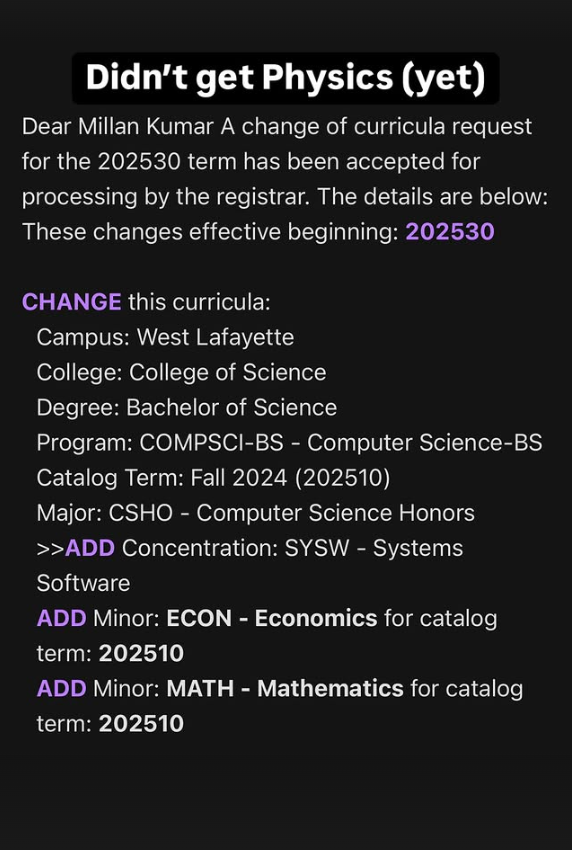 Didn't get Physics (yet)
Dear Millan Kumar A change of curricula request
for the 202530 term has been accepted for
processing by the registrar. The details are below:
These changes effective beginning: 202530
CHANGE this curricula:
Campus: West Lafayette
College: College of Science
Degree: Bachelor of Science
Program: COMPSCI-BS - Computer Science-BS
Catalog Term: Fall 2024 (202510)
Major: CSHO - Computer Science Honors
>>ADD Concentration: SYSW - Systems
Software
ADD Minor: ECON - Economics for catalog
term: 202510
ADD Minor: MATH - Mathematics for catalog
term: 202510